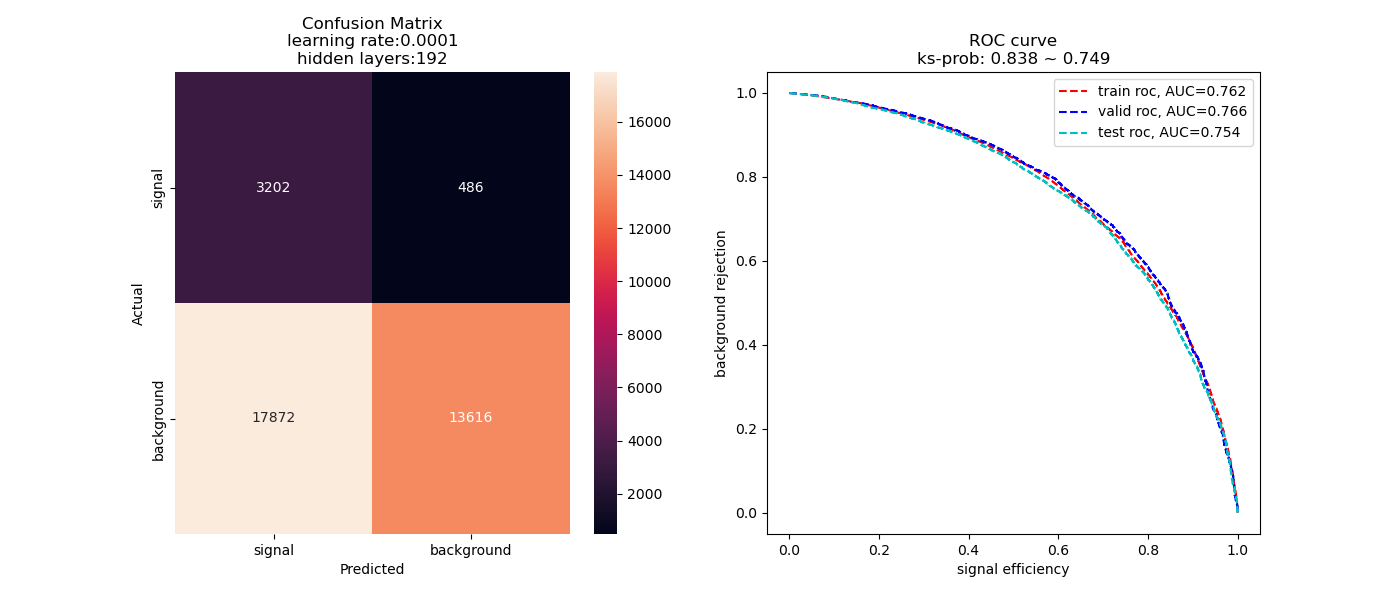 Confusion Matrix
learning rate:0.0001
hidden layers:192
signal
background
Actual
3202
486
17872
13616
signal
background
Predicted
16000
14000
12000
10000
8000
6000
4000
2000
ROC curve
ks-prob: 0.838 ~ 0.749
train roc, AUC=0.762
valid roc, AUC=0.766
test roc, AUC=0.754
background rejection
1.0
0.8
0.6
0.4
0.2
0.0
0.0
0.2
0.4
0.6
0.8
1.0
signal efficiency